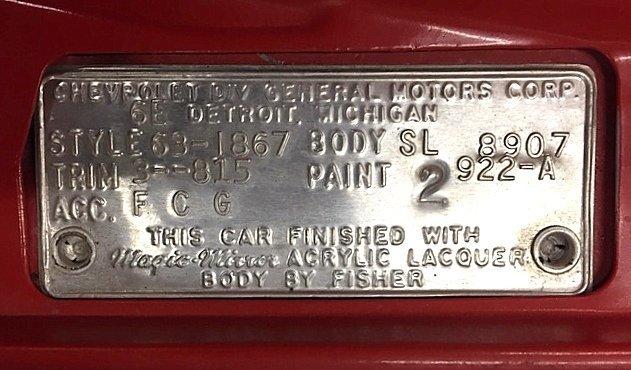 CHEVROLET DIV GENERAL MOTORS CORP.
6E DETROIT, MICHIGAN
STYLE 63-1867 BODY SL 8907
TRIM 3--815 PAINT 2 922-A
ACC. F C G
THIS CAR FINISHED WITH
Magic-Mirror ACRYLIC LACQUER
BODY BY FISHER